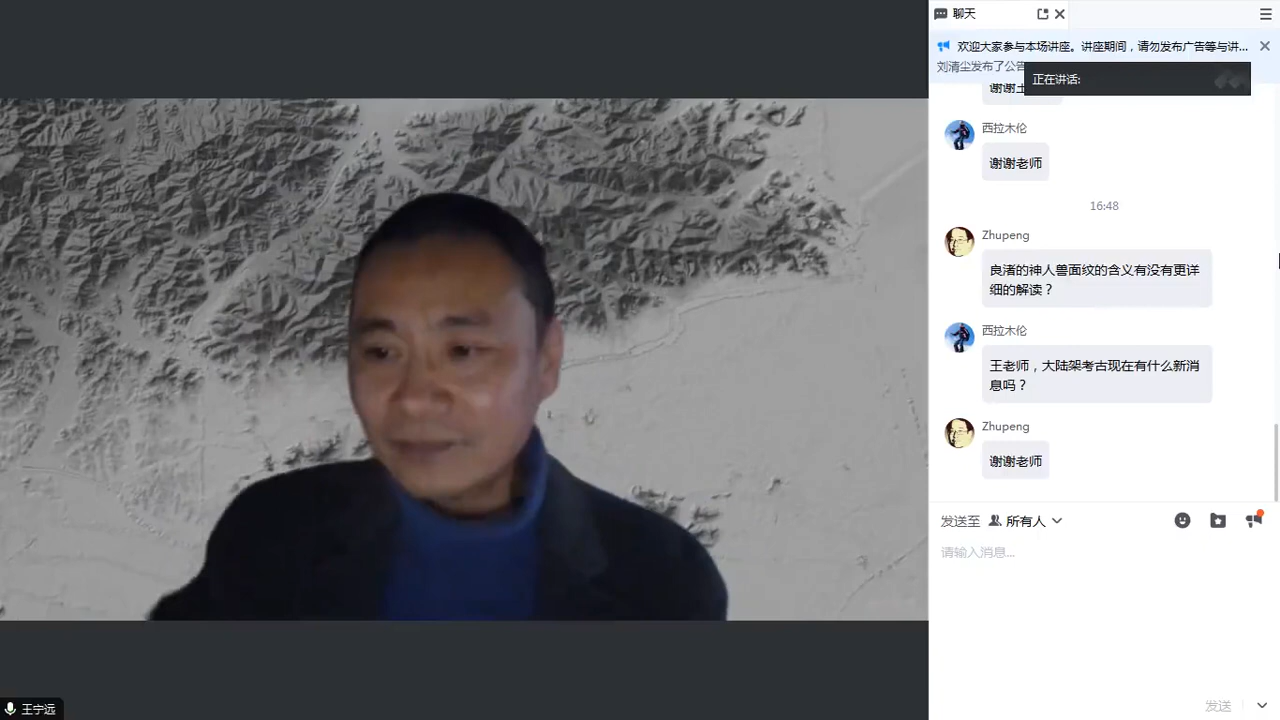 聊天
欢迎大家参与本场讲座。讲座期间，请勿发布广告等与讲...
刘清尘发布了公告
正在讲话:
谢谢
西拉木伦
谢谢老师
16:48
Zhupeng
良渚的神人兽面纹的含义有没有更详
细的解读？
西拉木伦
王老师，大陆架考古现在有什么新消
息吗？
Zhupeng
谢谢老师
发送至 所有人
请输入消息...
发送
王宁远